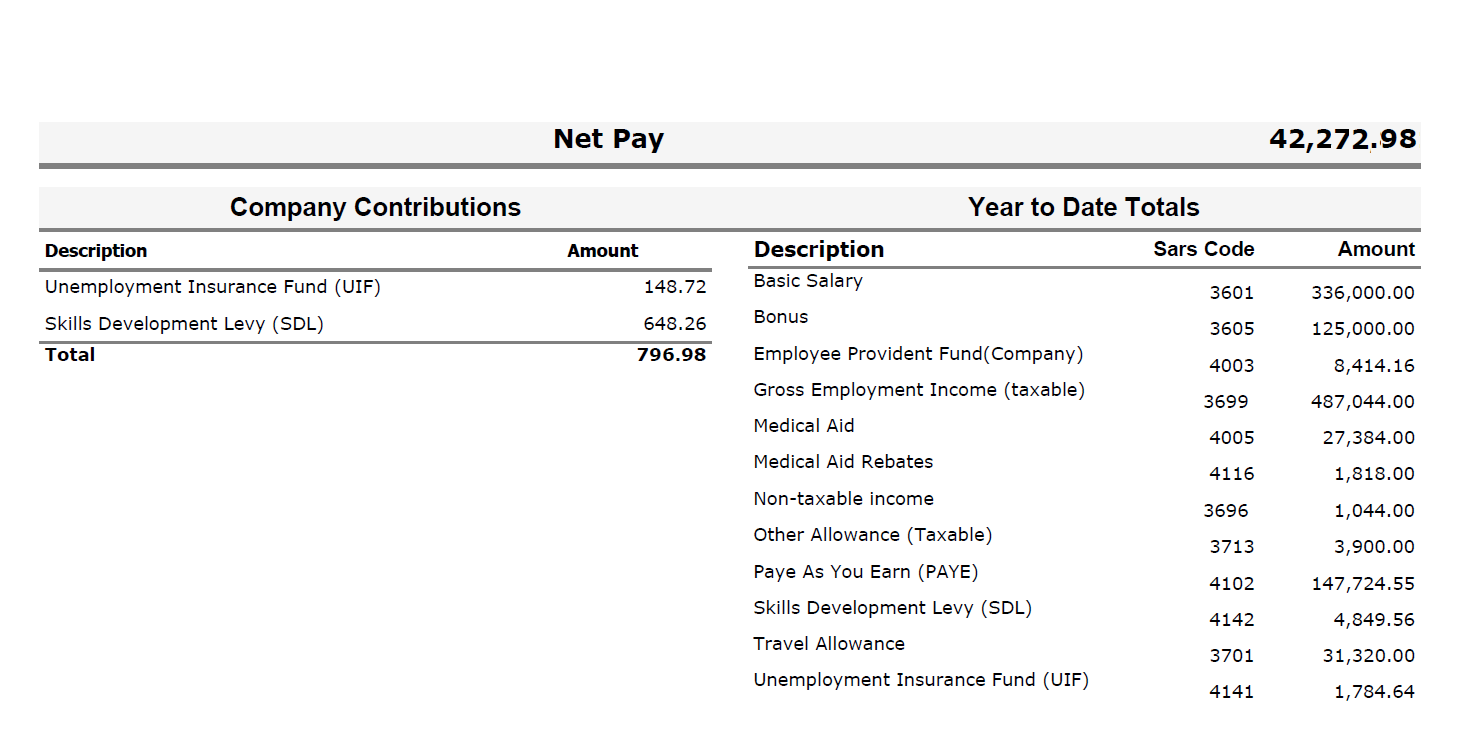 Net Pay 42,272.98
Company Contributions
Description Amount
Unemployment Insurance Fund (UIF) 148.72
Skills Development Levy (SDL) 648.26
Total 796.98
Year to Date Totals
Description Sars Code Amount
Basic Salary 3601 336,000.00
Bonus 3605 125,000.00
Employee Provident Fund(Company) 4003 8,414.16
Gross Employment Income (taxable) 3699 487,044.00
Medical Aid 4005 27,384.00
Medical Aid Rebates 4116 1,818.00
Non-taxable income 3696 1,044.00
Other Allowance (Taxable) 3713 3,900.00
Paye As You Earn (PAYE) 4102 147,724.55
Skills Development Levy (SDL) 4142 4,849.56
Travel Allowance 3701 31,320.00
Unemployment Insurance Fund (UIF) 4141 1,784.64